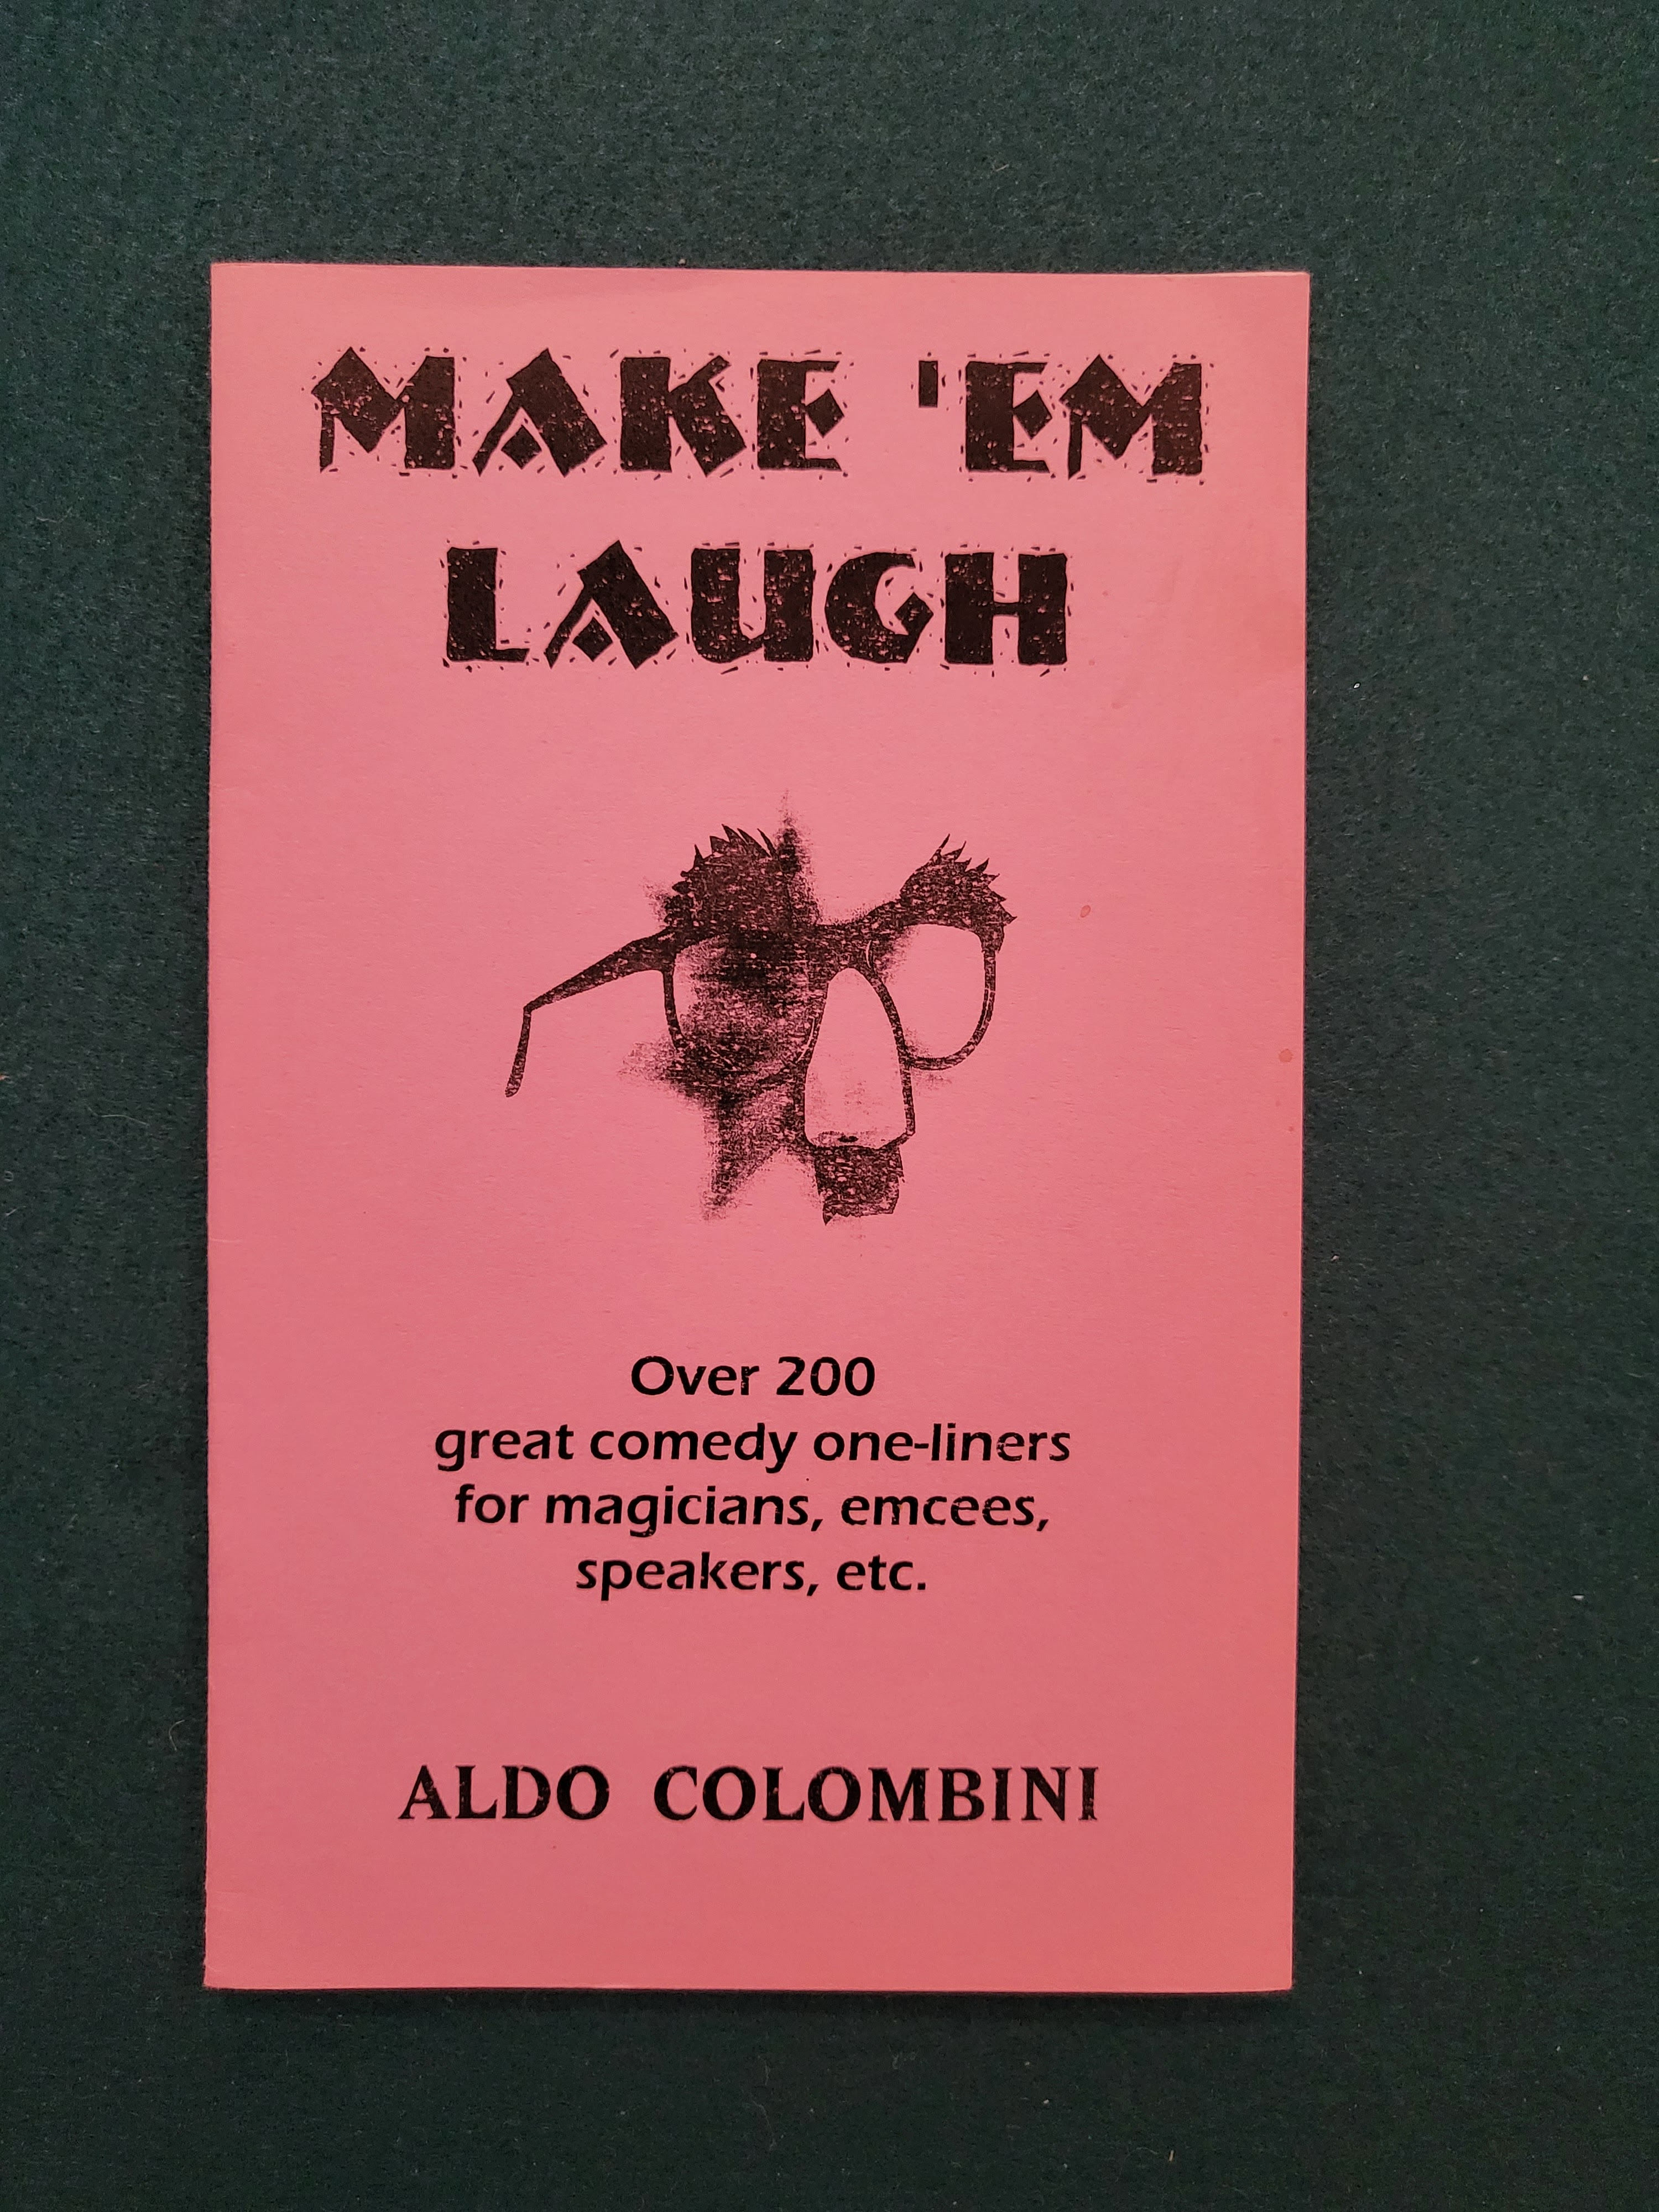 MAKE 'EM
LAUGH
Over 200
great comedy one-liners
for magicians, emcees,
speakers, etc.
ALDO COLOMBINI